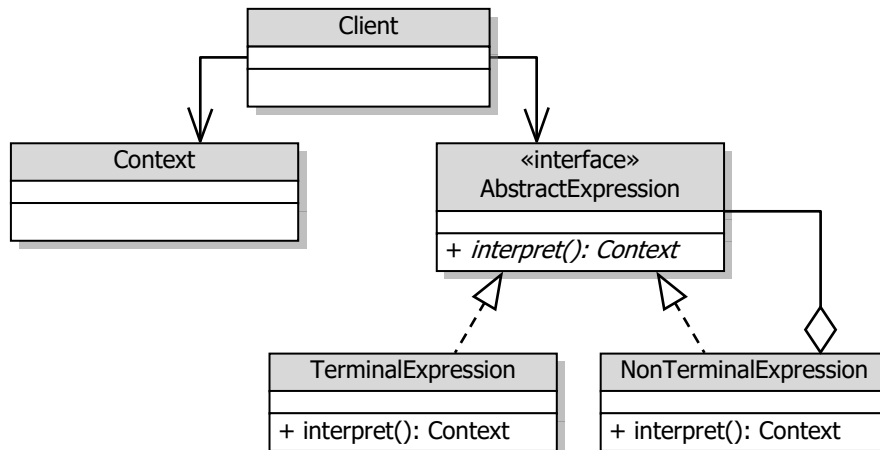 Client
Context
«interface»
AbstractExpression
+ interpret(): Context
TerminalExpression
+ interpret(): Context
NonTerminalExpression
+ interpret(): Context